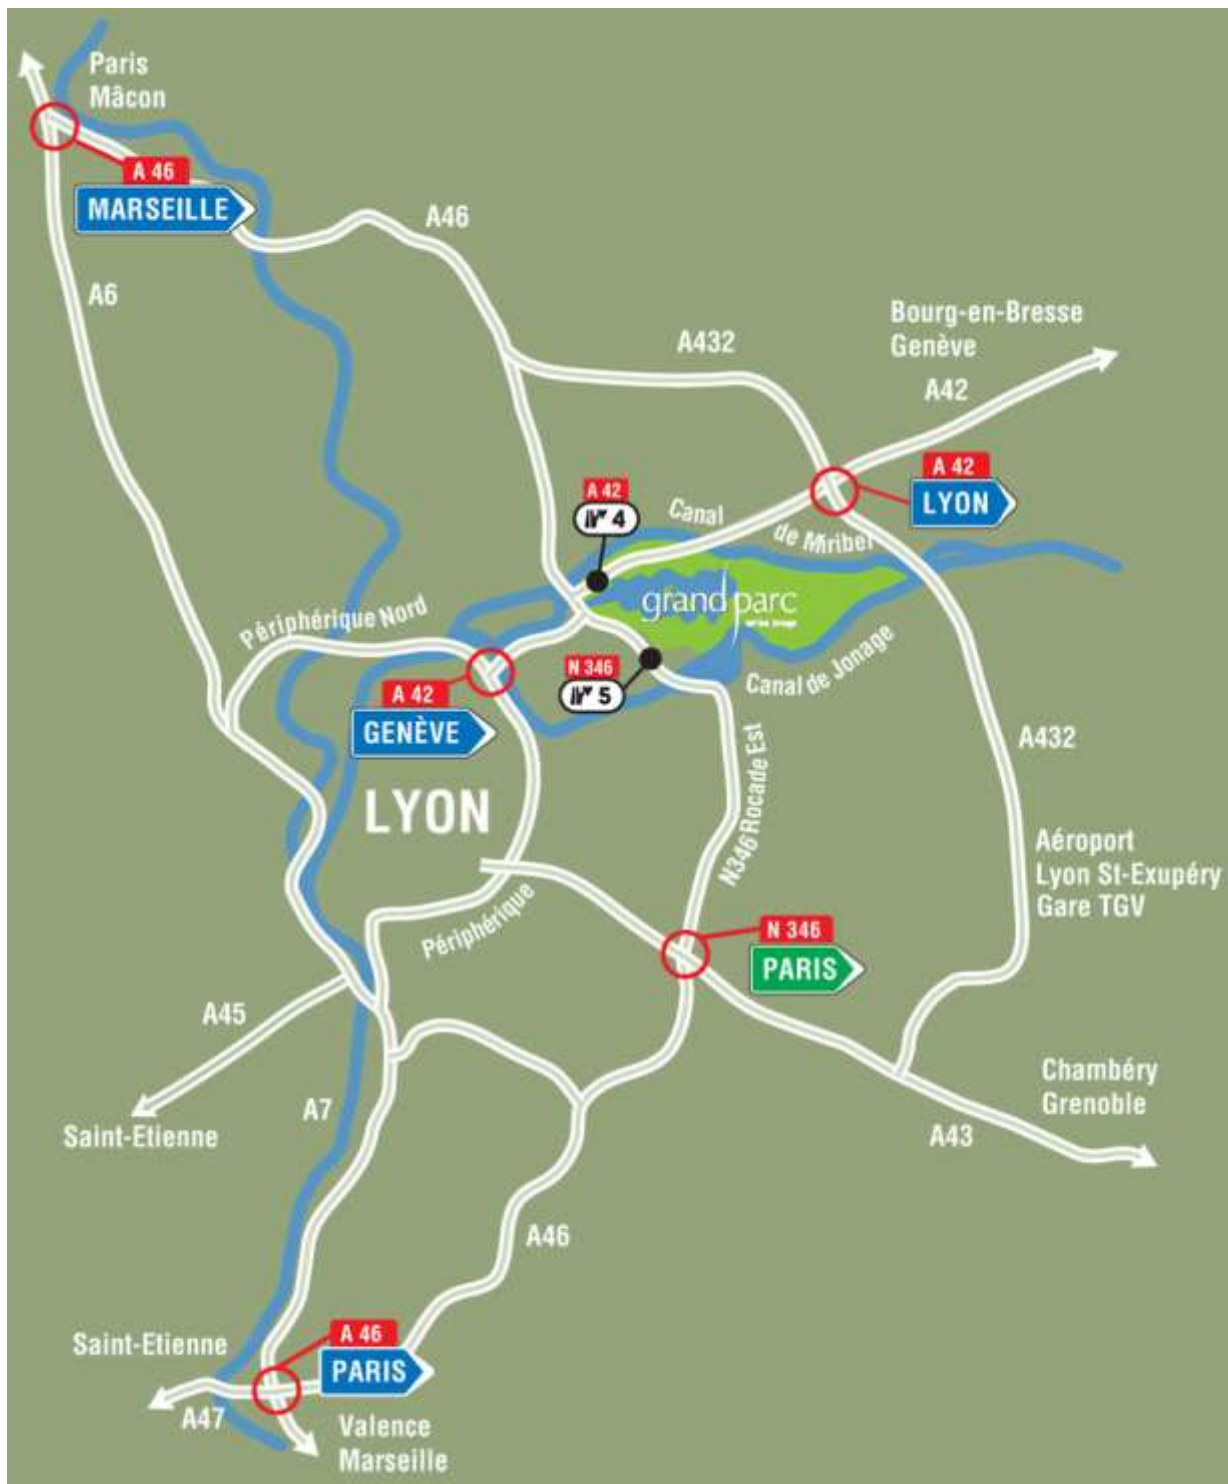 Paris
Mâcon
A 46
MARSEILLE
A46
A6
A432
Bourg-en-Bresse
Genève
A42
A 42
LYON
A 42
4
Canal
de Miribel
grand parc
Périphérique Nord
N 346
5
Canal de Jonage
A 42
GENÈVE
A432
N346 Rocade Est
LYON
Aéroport
Lyon St-Exupéry
Gare TGV
Périphérique
N 346
PARIS
A45
Saint-Etienne
A7
Chambéry
Grenoble
A43
A46
Saint-Etienne
A 46
PARIS
A47
Valence
Marseille